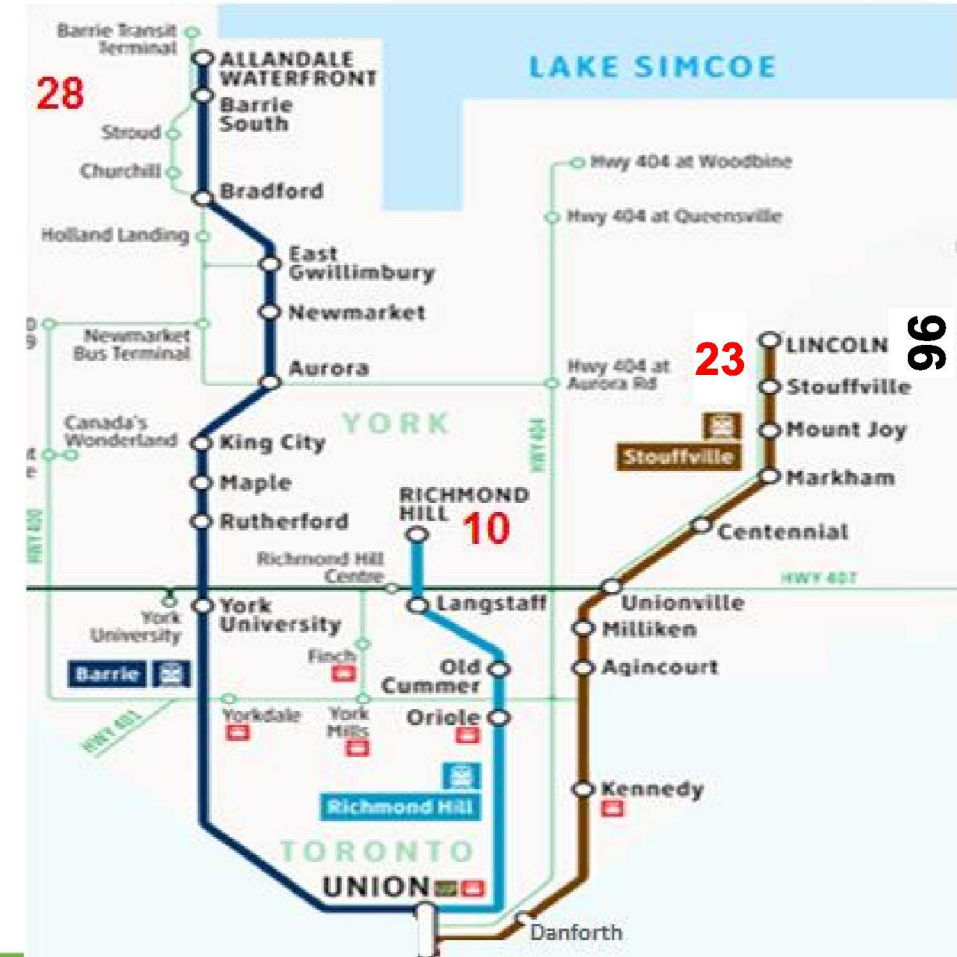 Barrie Transit
Terminal
ALLANDALE
WATERFRONT
28
Barrie
South
LAKE SIMCOE
Stroud
Churchill
Hwy 404 at Woodbine
Bradford
Hwy 404 at Queensville
Holland Landing
East
Gwillimbury
Newmarket
Newmarket
Bus Terminal
Aurora
Hwy 404 at
Aurora Rd
23
LINCOLN
96
Stouffville
Mount Joy
Stouffville
Markham
Canada's
Wonderland
YORK
HWY 404
King City
Maple
Rutherford
RICHMOND
HILL
10
Centennial
HWY 400
Richmond Hill
Centre
HWY 407
York
University
York
University
Langstaff
Unionville
Milliken
Barrie
Finch
Old
Cummer
Agincourt
HWY 401
Yorkdale
York
Mills
Oriole
Richmond Hill
Kennedy
TORONTO
UNION
UP
Danforth